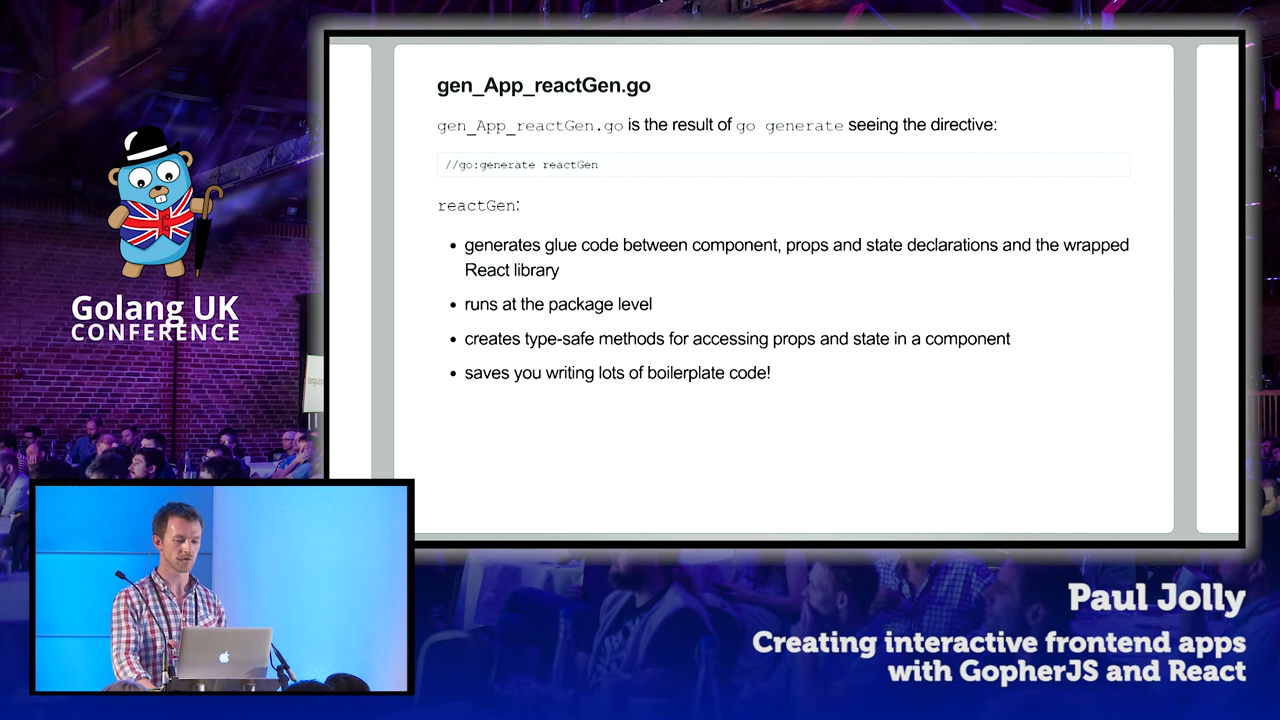 gen_App_reactGen.go
gen_App_reactGen.go is the result of go generate seeing the directive:
//go:generate reactGen
reactGen:
• generates glue code between component, props and state declarations and the wrapped
React library
• runs at the package level
• creates type-safe methods for accessing props and state in a component
• saves you writing lots of boilerplate code!
Golang UK
CONFERENCE
Paul Jolly
Creating interactive frontend apps
with GopherJS and React